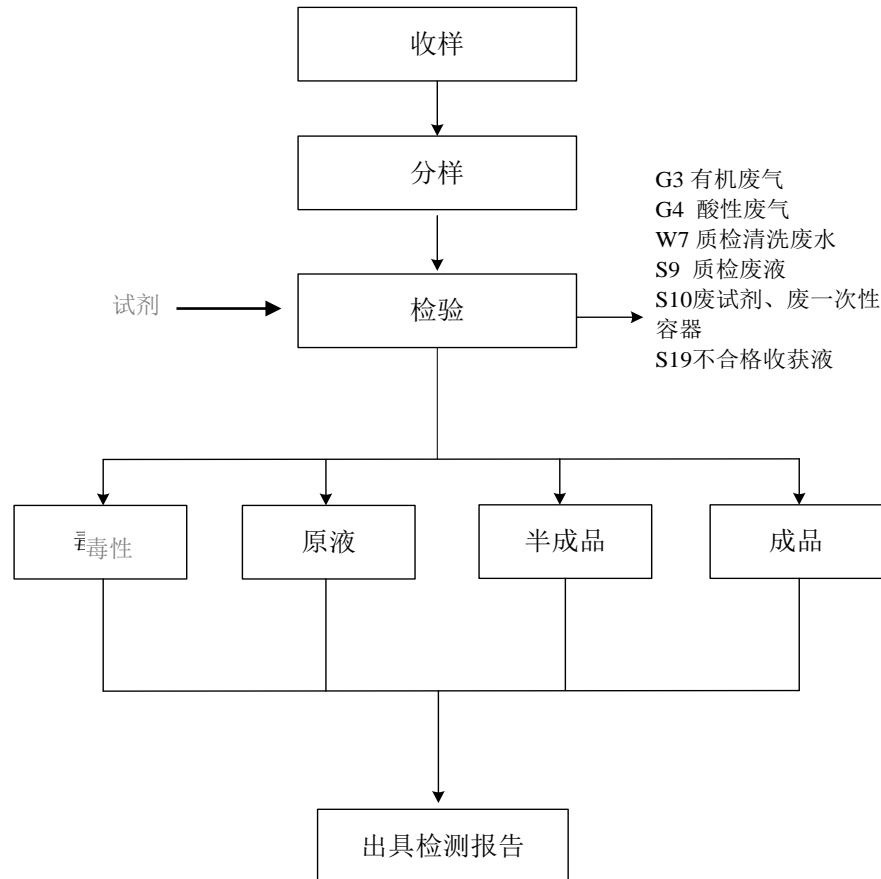 收样
分样
G3 有机废气
G4 酸性废气
W7 质检清洗废水
S9 质检废液
S10废试剂、废一次性
容器
S19不合格收获液
试剂
检验
毒性
原液
半成品
成品
出具检测报告